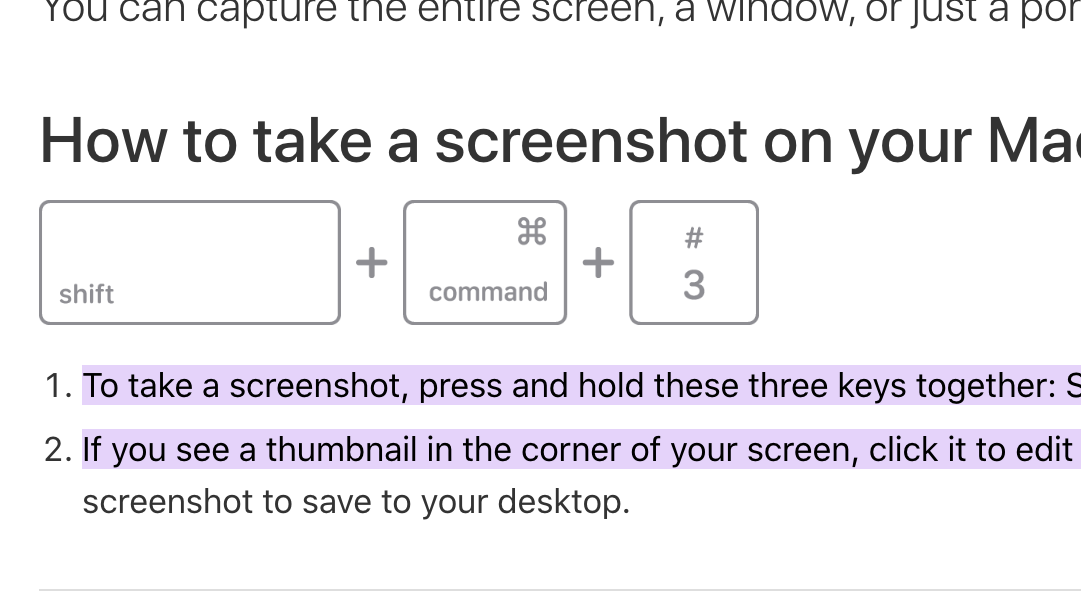 You can capture the entire screen, a window, or just a por
How to take a screenshot on your Mac
⌘
#
shift + command + 3
1. To take a screenshot, press and hold these three keys together: S
2. If you see a thumbnail in the corner of your screen, click it to edit
screenshot to save to your desktop.